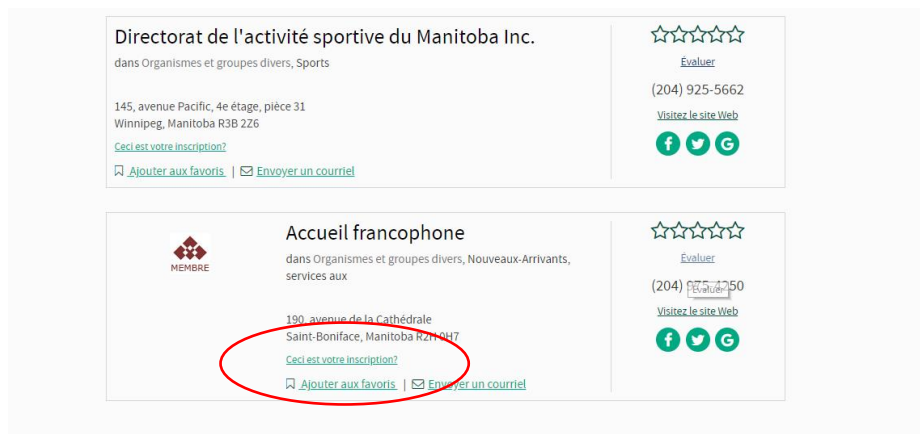 Directorat de l'activité sportive du Manitoba Inc.
dans Organismes et groupes divers, Sports
145, avenue Pacific, 4e étage, pièce 31
Winnipeg, Manitoba R3B 2Z6
Ceci est votre inscription?
Ajouter aux favoris | Envoyer un courriel
Évaluer
(204) 925-5662
Visitez le site Web
MEMBRE
Accueil francophone
dans Organismes et groupes divers, Nouveaux-Arrivants,
services aux
190, avenue de la Cathédrale
Saint-Boniface, Manitoba R2H 0H7
Ceci est votre inscription?
Ajouter aux favoris | Envoyer un courriel
Évaluer
(204) 975-4250
Évaluer
Visitez le site Web